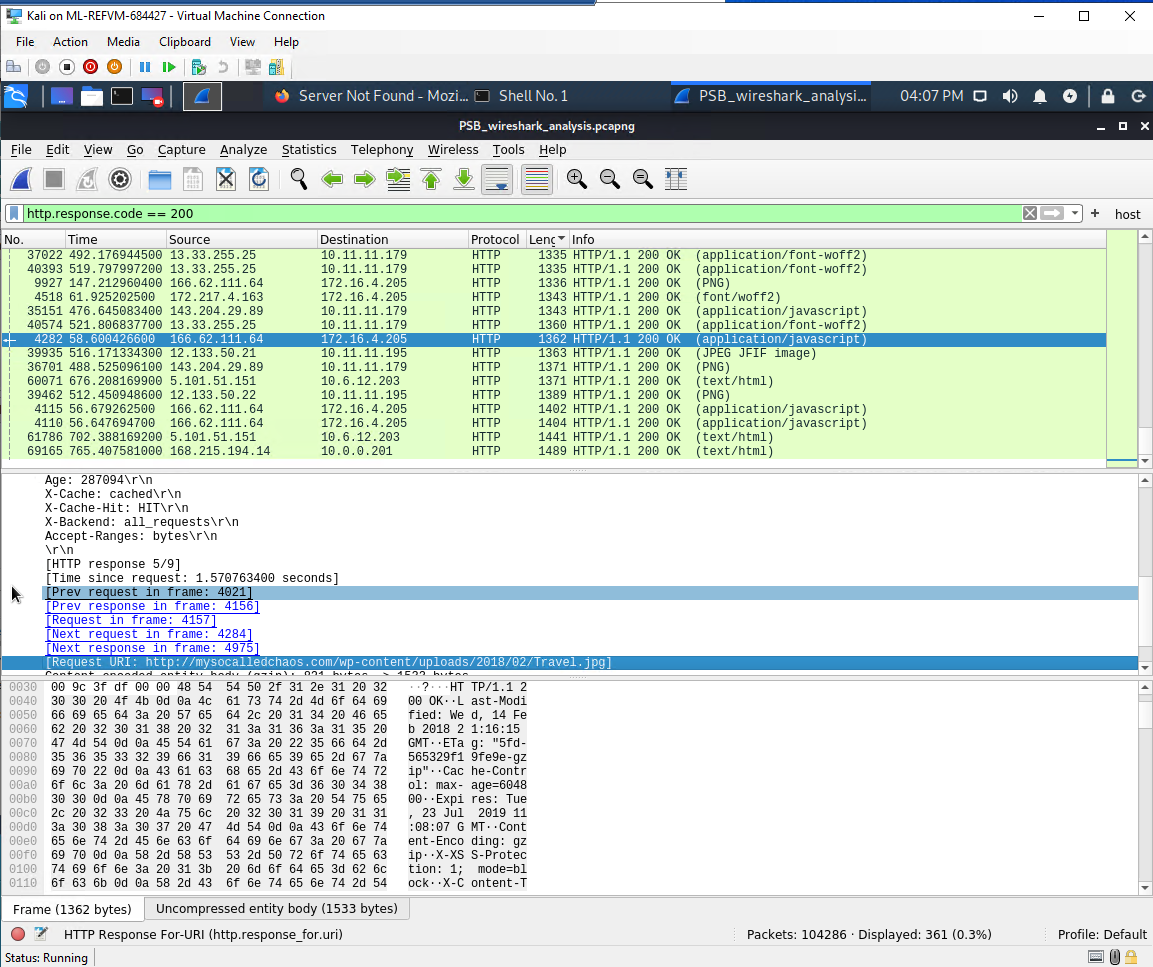 Kali on ML-REFVM-684427 - Virtual Machine Connection
File Action Media Clipboard View Help
Server Not Found - Mozi... Shell No. 1 PSB_wireshark_analysi... 04:07 PM
PSB_wireshark_analysis.pcapng
File Edit View Go Capture Analyze Statistics Telephony Wireless Tools Help
http.response.code == 200 + host
No. Time Source Destination Protocol Leng Info
37022 492.176944500 13.33.255.25 10.11.11.179 HTTP 1335 HTTP/1.1 200 OK (application/font-woff2)
40393 519.797997200 13.33.255.25 10.11.11.179 HTTP 1335 HTTP/1.1 200 OK (application/font-woff2)
9927 147.212960400 166.62.111.64 172.16.4.205 HTTP 1336 HTTP/1.1 200 OK (PNG)
4518 61.925202500 172.217.4.163 172.16.4.205 HTTP 1343 HTTP/1.1 200 OK (font/woff2)
35151 476.645083400 143.204.29.89 10.11.11.179 HTTP 1343 HTTP/1.1 200 OK (application/javascript)
40574 521.806837700 13.33.255.25 10.11.11.179 HTTP 1360 HTTP/1.1 200 OK (application/font-woff2)
4282 58.600426600 166.62.111.64 172.16.4.205 HTTP 1362 HTTP/1.1 200 OK (application/javascript)
39935 516.171334300 12.133.50.21 10.11.11.195 HTTP 1363 HTTP/1.1 200 OK (JPEG JFIF image)
36701 488.525096100 143.204.29.89 10.11.11.179 HTTP 1371 HTTP/1.1 200 OK (PNG)
60071 676.208169900 5.101.51.151 10.6.12.203 HTTP 1371 HTTP/1.1 200 OK (text/html)
39462 512.450948600 12.133.50.22 10.11.11.195 HTTP 1389 HTTP/1.1 200 OK (PNG)
4115 56.679262500 166.62.111.64 172.16.4.205 HTTP 1402 HTTP/1.1 200 OK (application/javascript)
4110 56.647694700 166.62.111.64 172.16.4.205 HTTP 1404 HTTP/1.1 200 OK (application/javascript)
61786 702.388169200 5.101.51.151 10.6.12.203 HTTP 1441 HTTP/1.1 200 OK (text/html)
69165 765.407581000 168.215.194.14 10.0.0.201 HTTP 1489 HTTP/1.1 200 OK (text/html)
Age: 287094\r\n
X-Cache: cached\r\n
X-Cache-Hit: HIT\r\n
X-Backend: all_requests\r\n
Accept-Ranges: bytes\r\n
\r\n
[HTTP response 5/9]
[Time since request: 1.570763400 seconds]
[Prev request in frame: 4021]
[Prev response in frame: 4156]
[Request in frame: 4157]
[Next request in frame: 4284]
[Next response in frame: 4975]
[Request URI: http://mysocalledchaos.com/wp-content/uploads/2018/02/Travel.jpg]
Content-encoded entity body (gzip): 821 bytes -> 1533 bytes
0030 00 9c 3f df 00 00 48 54 54 50 2f 31 2e 31 20 32 ··?···HT TP/1.1 2
0040 30 30 20 4f 4b 0d 0a 4c 61 73 74 2d 4d 6f 64 69 00 OK··L ast-Modi
0050 66 69 65 64 3a 20 57 65 64 2c 20 31 34 20 46 65 fied: We d, 14 Fe
0060 62 20 32 30 31 38 20 32 31 3a 31 36 3a 31 35 20 b 2018 2 1:16:15
0070 47 4d 54 0d 0a 45 54 61 67 3a 20 22 35 66 64 2d GMT··ETa g: "5fd-
0080 35 36 35 33 32 39 66 31 39 66 65 39 65 2d 67 7a 565329f1 9fe9e-gz
0090 69 70 22 0d 0a 43 61 63 68 65 2d 43 6f 6e 74 72 ip"··Cac he-Contr
00a0 6f 6c 3a 20 6d 61 78 2d 61 67 65 3d 36 30 34 38 ol: max- age=6048
00b0 30 30 0d 0a 45 78 70 69 72 65 73 3a 20 54 75 65 00··Expi res: Tue
00c0 2c 20 32 33 20 4a 75 6c 20 32 30 31 39 20 31 31 , 23 Jul 2019 11
00d0 3a 30 38 3a 30 37 20 47 4d 54 0d 0a 43 6f 6e 74 :08:07 G MT··Cont
00e0 65 6e 74 2d 45 6e 63 6f 64 69 6e 67 3a 20 67 7a ent-Enco ding: gz
00f0 69 70 0d 0a 58 2d 58 53 53 2d 50 72 6f 74 65 63 ip··X-XS S-Protec
0100 74 69 6f 6e 3a 20 31 3b 20 6d 6f 64 65 3d 62 6c tion: 1; mode=bl
0110 6f 63 6b 0d 0a 58 2d 43 6f 6e 74 65 6e 74 2d 54 ock··X-C ontent-T
Frame (1362 bytes) Uncompressed entity body (1533 bytes)
HTTP Response For-URI (http.response_for.uri) Packets: 104286 · Displayed: 361 (0.3%) Profile: Default
Status: Running